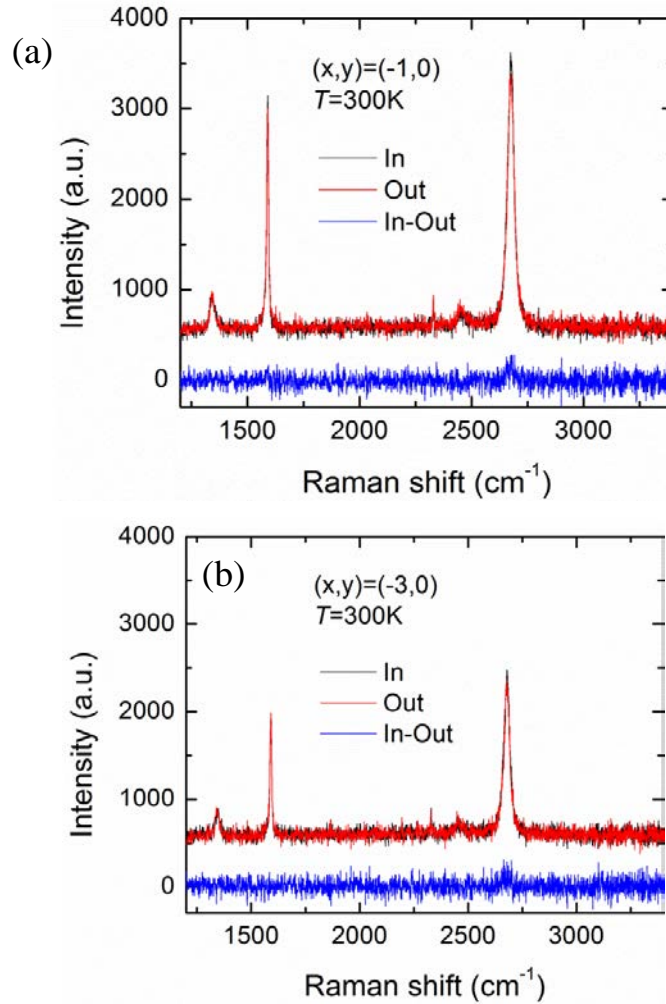 (a)
4000
3000
2000
1000
0
Intensity (a.u.)
(x,y)=(-1,0)
T=300K
In
Out
In-Out
1500 2000 2500 3000
Raman shift (cm⁻¹)
(b)
4000
3000
2000
1000
0
Intensity (a.u.)
(x,y)=(-3,0)
T=300K
In
Out
In-Out
1500 2000 2500 3000
Raman shift (cm⁻¹)